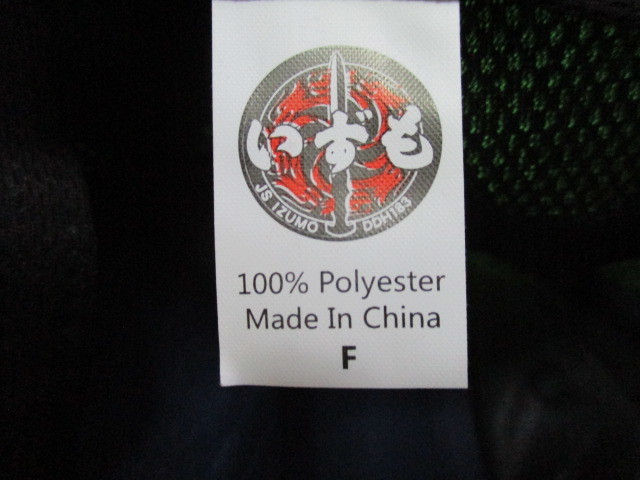 いずも
JS IZUMO DDH183
100% Polyester
Made In China
F